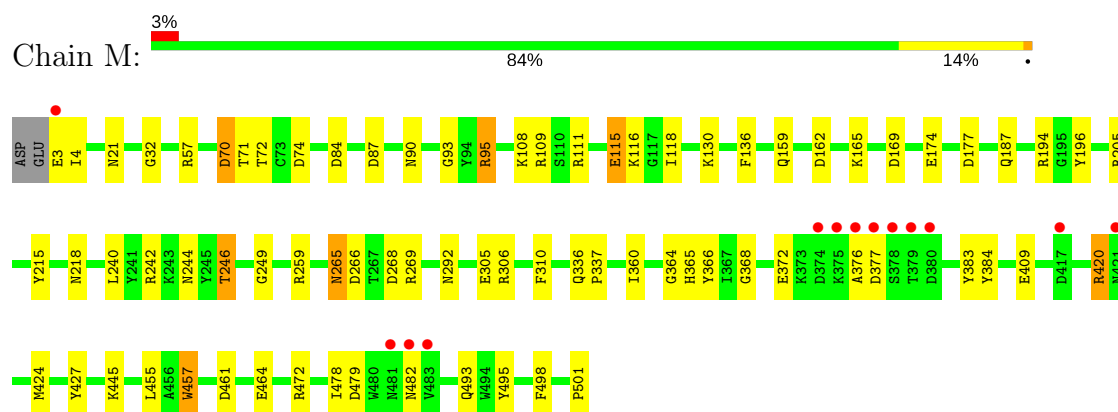 3%
Chain M:
84% 14% •
ASP GLU E3 I4 N21 G32 R57 D70 T71 T72 C73 D74 D84 D87 N90 G93 Y94 R95 K108 R109 S110 R111 E115 K116 G117 I118 K130 F136 Q159 D162 K165 D169 E174 D177 Q187 R194 G195 Y196
Y215 N218 L240 Y241 R242 K243 N244 Y245 T246 G249 R259 N265 D266 T267 D268 R269 N292 E305 R306 F310 Q336 P337 I360 G364 H365 Y366 I367 G368 E372 K373 D374 K375 A376 D377 S378 T379 D380 Y383 Y384 E409 D417 R420
M424 Y427 K445 L455 A456 W457 D461 E464 R472 I478 D479 W480 N481 N482 V483 Q493 W494 Y495 F498 P501